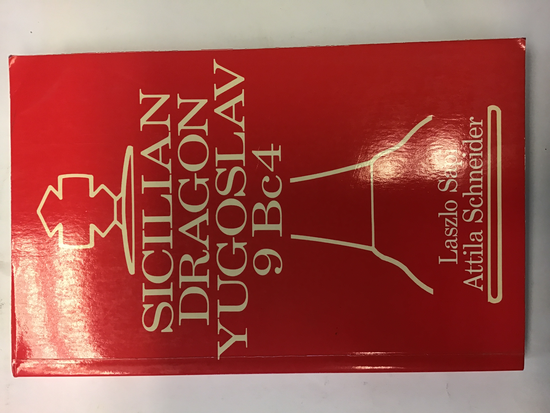 SICILIAN
DRAGON
YUGOSLAV
9 Bc4
Laszlo
Attila Schneider